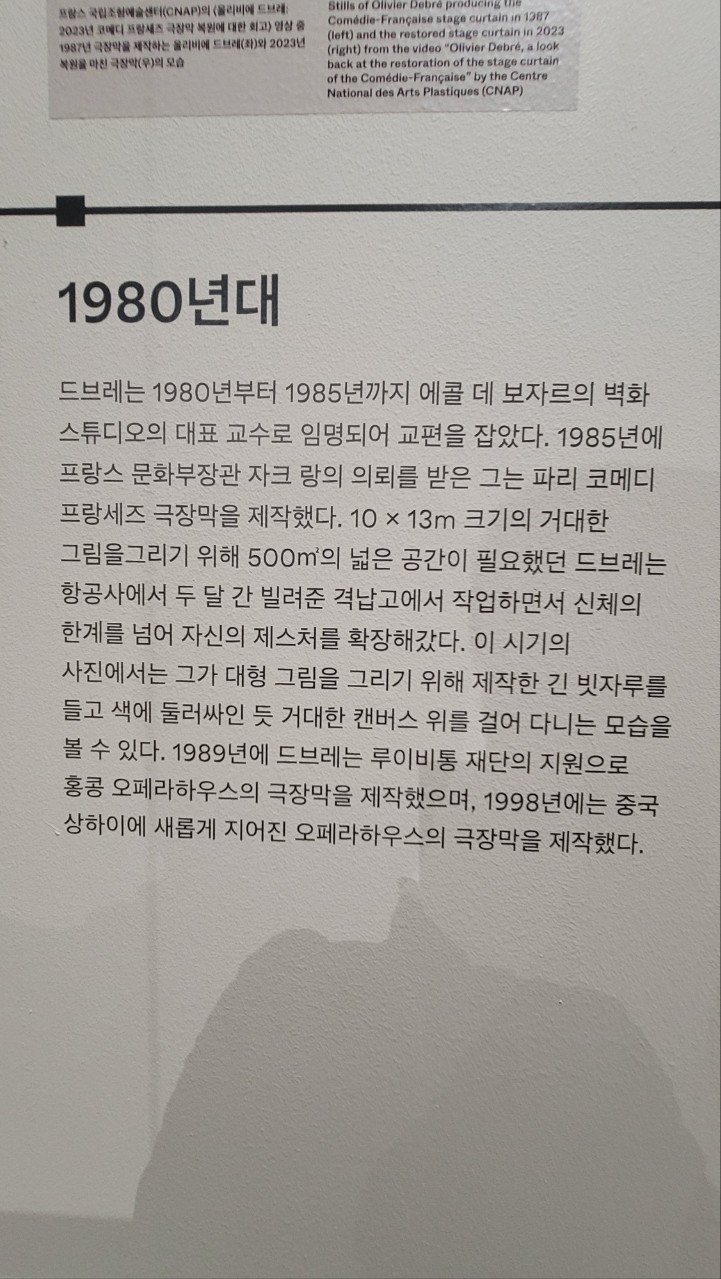 프랑스 국립조형예술센터(CNAP)의 〈올리비에 드브레:
2023년 코메디 프랑세즈 극장막 복원에 대한 회고〉 영상 중
1987년 극장막을 제작하는 올리비에 드브레(좌)와 2023년
복원을 마친 극장막(우)의 모습
Stills of Olivier Debré producing the
Comédie-Française stage curtain in 1987
(left) and the restored stage curtain in 2023
(right) from the video “Olivier Debré, a look
back at the restoration of the stage curtain
of the Comédie-Française” by the Centre
National des Arts Plastiques (CNAP)
1980년대
드브레는 1980년부터 1985년까지 에콜 데 보자르의 벽화
스튜디오의 대표 교수로 임명되어 교편을 잡았다. 1985년에
프랑스 문화부장관 자크 랑의 의뢰를 받은 그는 파리 코메디
프랑세즈 극장막을 제작했다. 10 × 13m 크기의 거대한
그림을그리기 위해 500㎡의 넓은 공간이 필요했던 드브레는
항공사에서 두 달 간 빌려준 격납고에서 작업하면서 신체의
한계를 넘어 자신의 제스처를 확장해갔다. 이 시기의
사진에서는 그가 대형 그림을 그리기 위해 제작한 긴 빗자루를
들고 색에 둘러싸인 듯 거대한 캔버스 위를 걸어 다니는 모습을
볼 수 있다. 1989년에 드브레는 루이비통 재단의 지원으로
홍콩 오페라하우스의 극장막을 제작했으며, 1998년에는 중국
상하이에 새롭게 지어진 오페라하우스의 극장막을 제작했다.